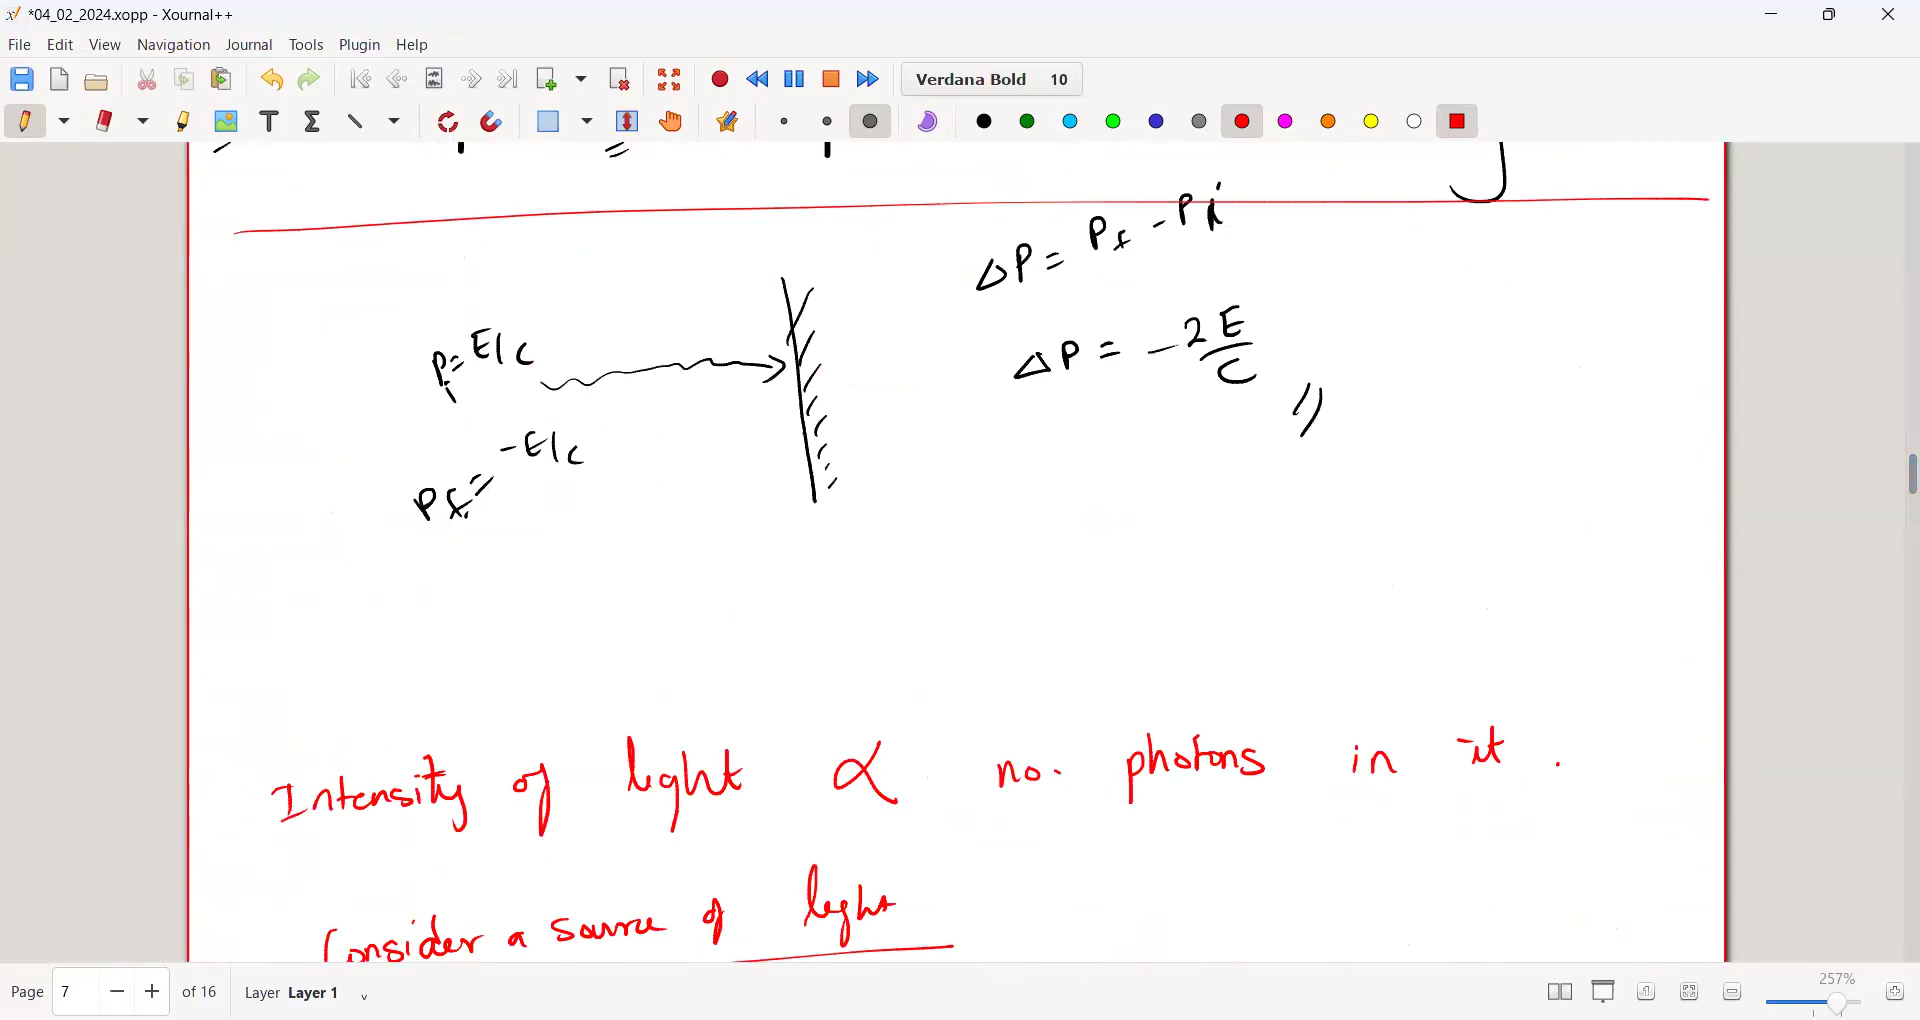 *04_02_2024.xopp - Xournal++
File Edit View Navigation Journal Tools Plugin Help
Verdana Bold 10
ΔP = Pf - Pi
Pi = E/c
ΔP = -2E/C
Pf = -E/c
Intensity of light ∝ no. photons in it .
Consider a source of light
Page 7 of 16 Layer Layer 1 257%